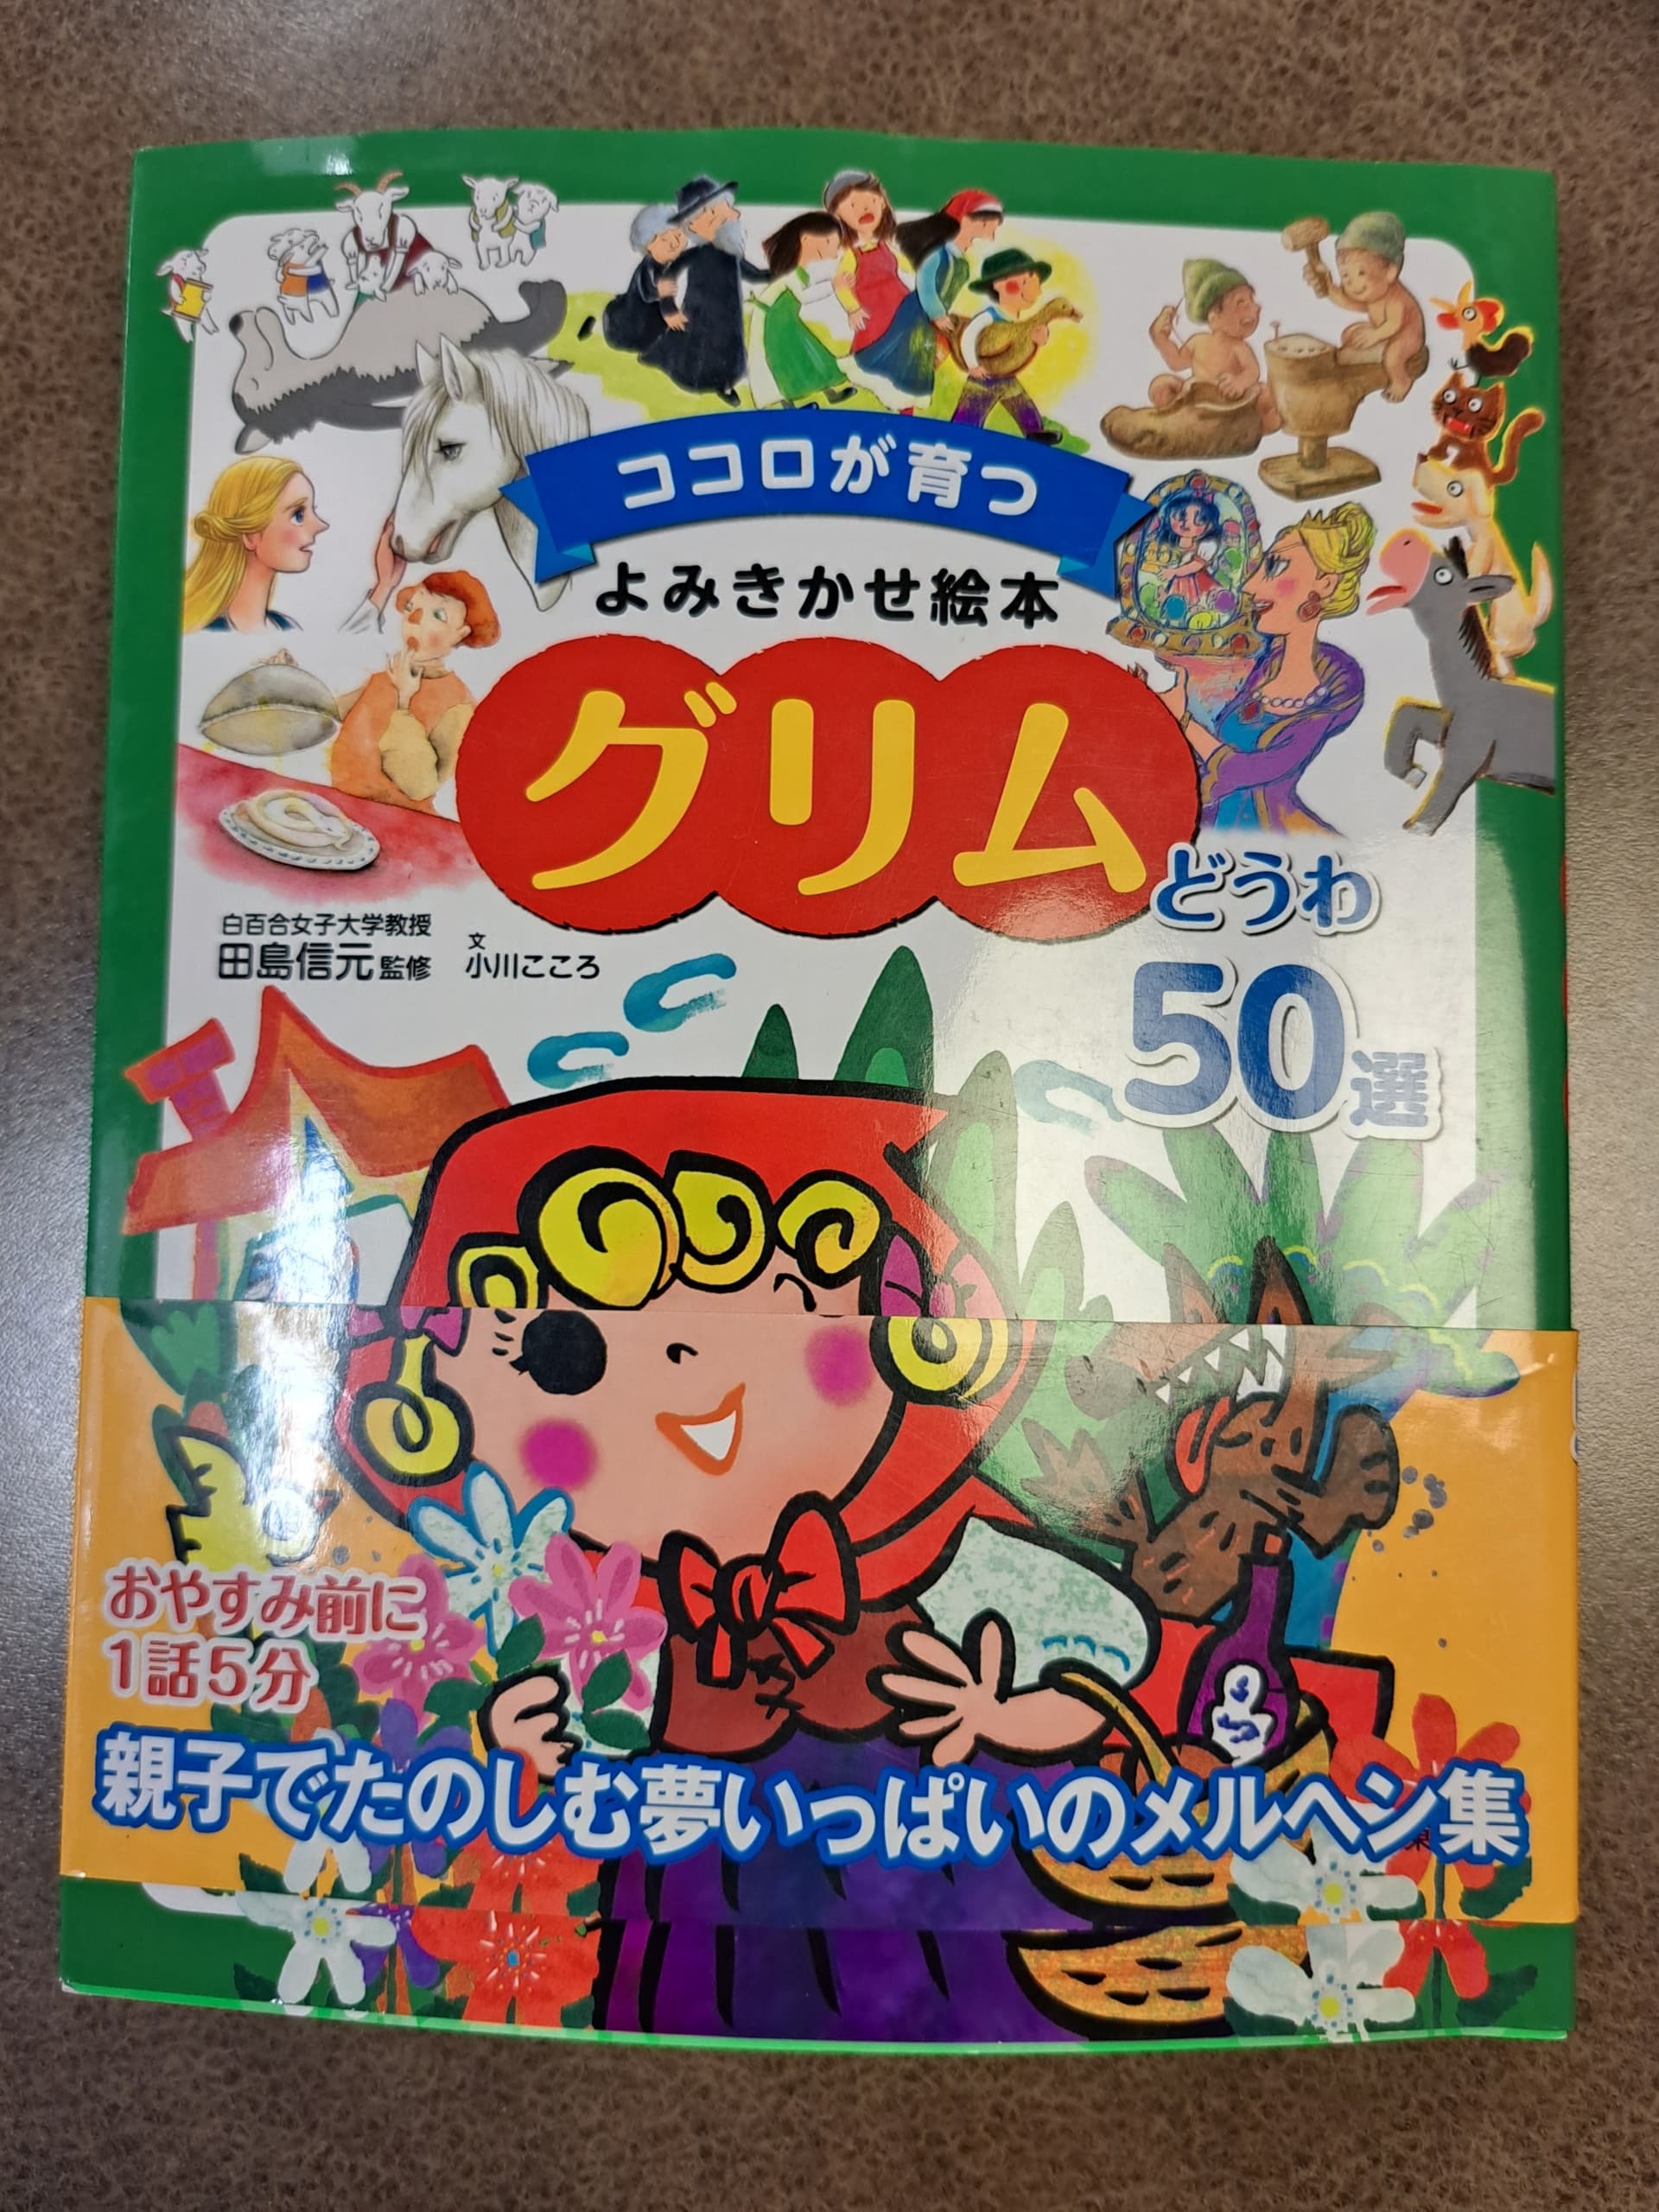 ココロが育つ
よみきかせ絵本
グリム
どうわ
50選
白百合女子大学教授
田島信元 監修
文
小川こころ
おやすみ前に
1話5分
親子でたのしむ夢いっぱいのメルヘン集